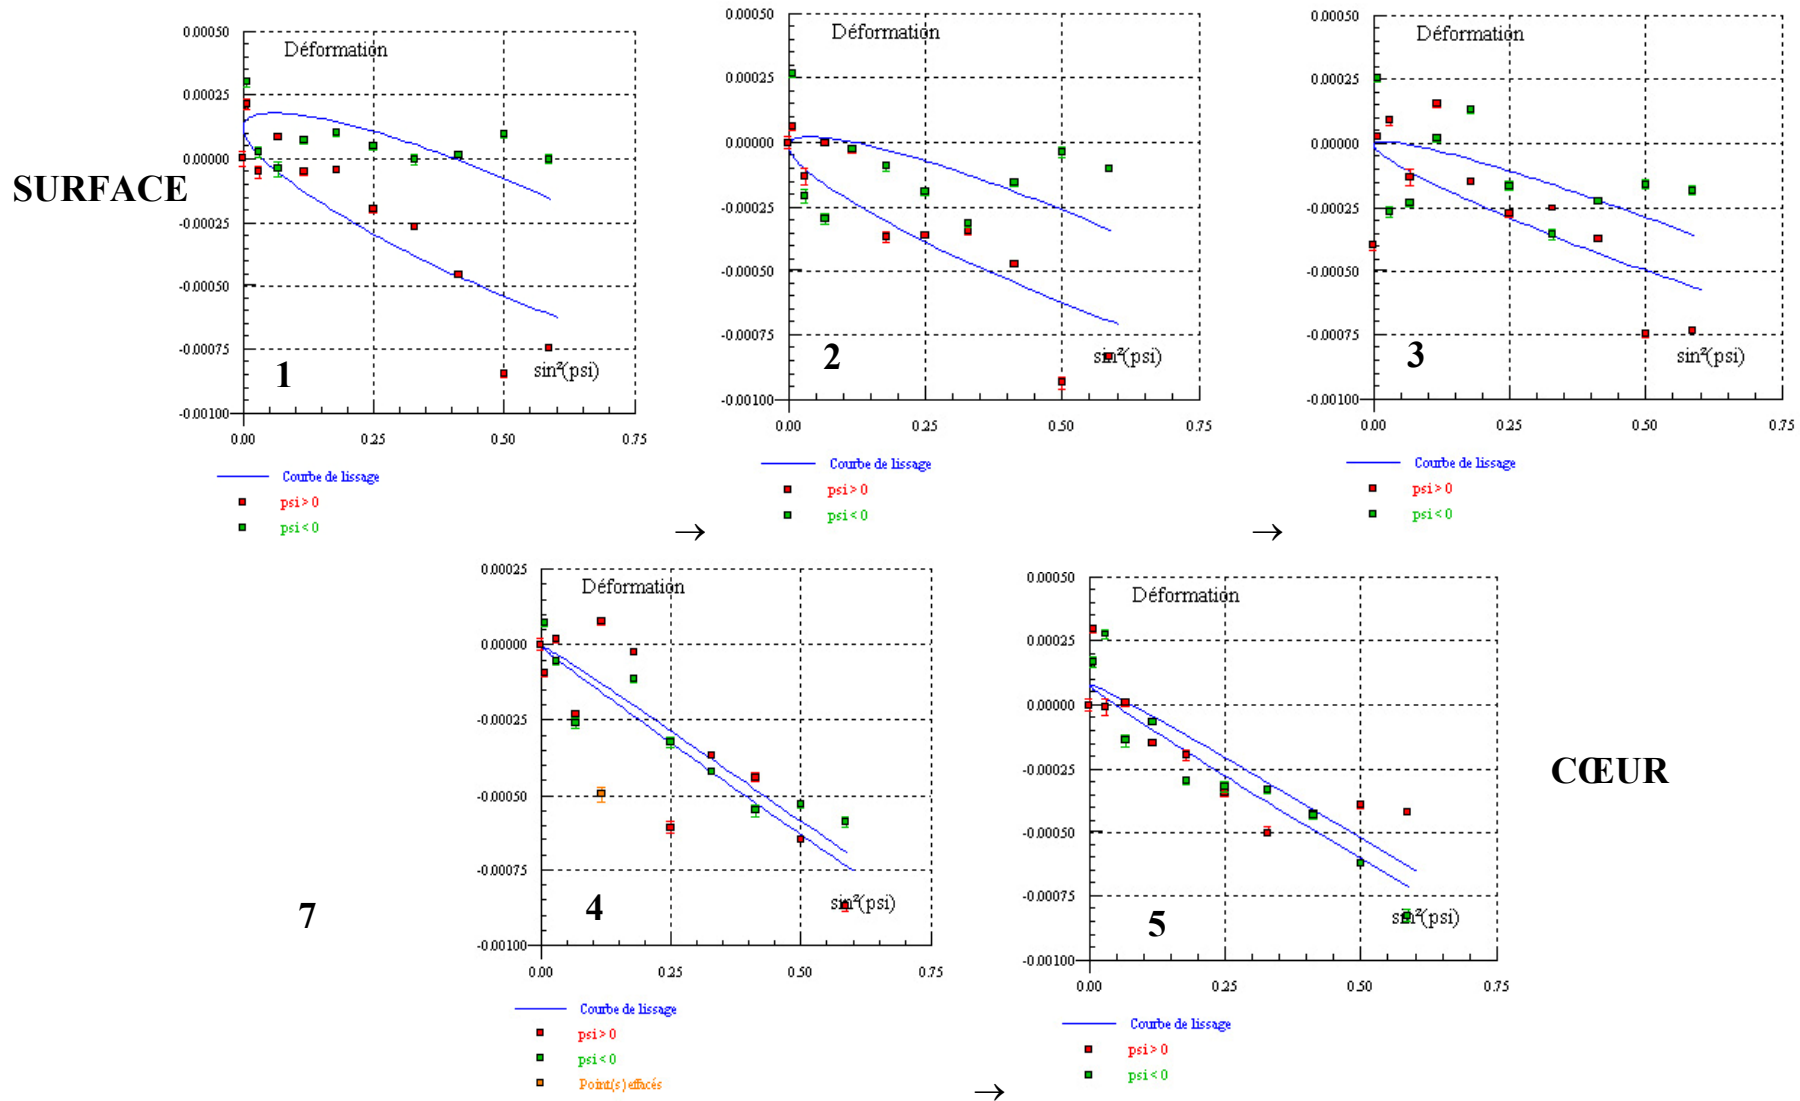 SURFACE
Déformation
0.00050
0.00025
0.00000
-0.00025
-0.00050
-0.00075
-0.00100
1
sin²(psi)
0.00 0.25 0.50 0.75
Courbe de lissage
psi > 0
psi < 0
→
Déformation
0.00050
0.00025
0.00000
-0.00025
-0.00050
-0.00075
-0.00100
2
sin²(psi)
0.00 0.25 0.50 0.75
Courbe de lissage
psi > 0
psi < 0
→
Déformation
0.00050
0.00025
0.00000
-0.00025
-0.00050
-0.00075
-0.00100
3
sin²(psi)
0.00 0.25 0.50 0.75
Courbe de lissage
psi > 0
psi < 0
7
Déformation
0.00025
0.00000
-0.00025
-0.00050
-0.00075
-0.00100
4
sin²(psi)
0.00 0.25 0.50 0.75
Courbe de lissage
psi > 0
psi < 0
Point(s) effacés
→
Déformation
0.00050
0.00025
0.00000
-0.00025
-0.00050
-0.00075
-0.00100
5
sin²(psi)
0.00 0.25 0.50 0.75
Courbe de lissage
psi > 0
psi < 0
CŒUR